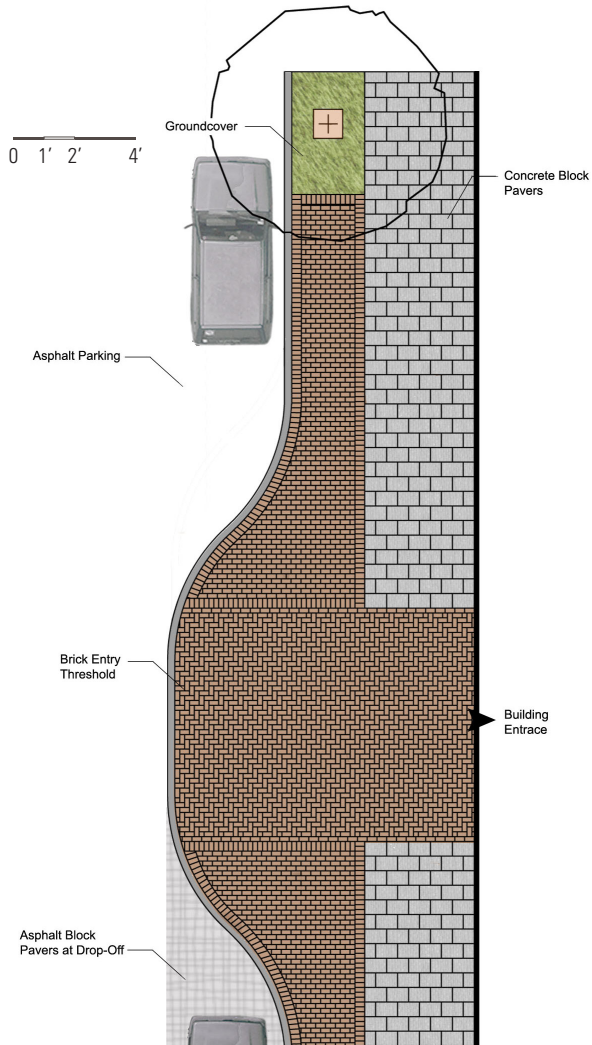 Groundcover
0 1' 2' 4'
Concrete Block
Pavers
Asphalt Parking
Brick Entry
Threshold
Building
Entrace
Asphalt Block
Pavers at Drop-Off